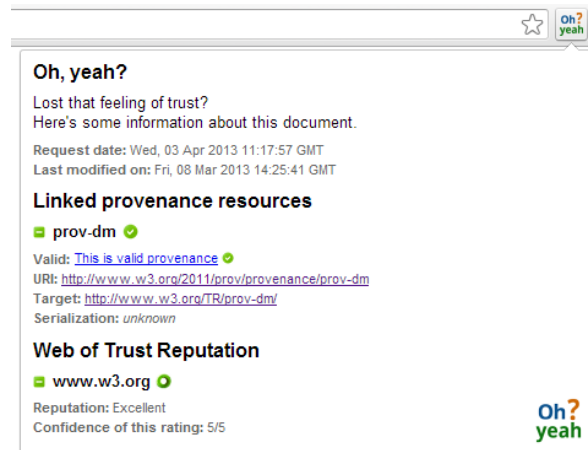 Oh?
yeah
Oh, yeah?
Lost that feeling of trust?
Here's some information about this document.
Request date: Wed, 03 Apr 2013 11:17:57 GMT
Last modified on: Fri, 08 Mar 2013 14:25:41 GMT
Linked provenance resources
prov-dm
Valid: This is valid provenance
URI: http://www.w3.org/2011/prov/provenance/prov-dm
Target: http://www.w3.org/TR/prov-dm/
Serialization: unknown
Web of Trust Reputation
www.w3.org
Reputation: Excellent
Confidence of this rating: 5/5
Oh?
yeah